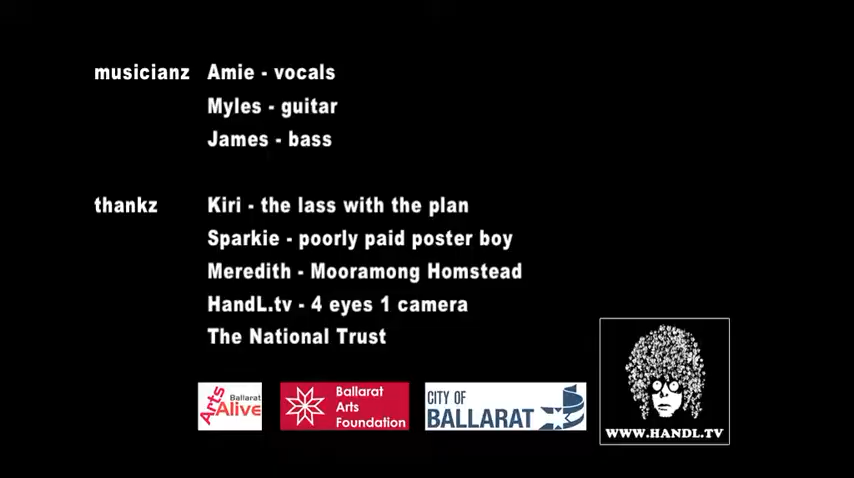 musicianz Amie - vocals
Myles - guitar
James - bass
thankz Kiri - the lass with the plan
Sparkie - poorly paid poster boy
Meredith - Mooramong Homstead
HandL.tv - 4 eyes 1 camera
The National Trust
Arts Ballarat Alive
Ballarat
Arts
Foundation
CITY OF
BALLARAT
WWW.HANDL.TV